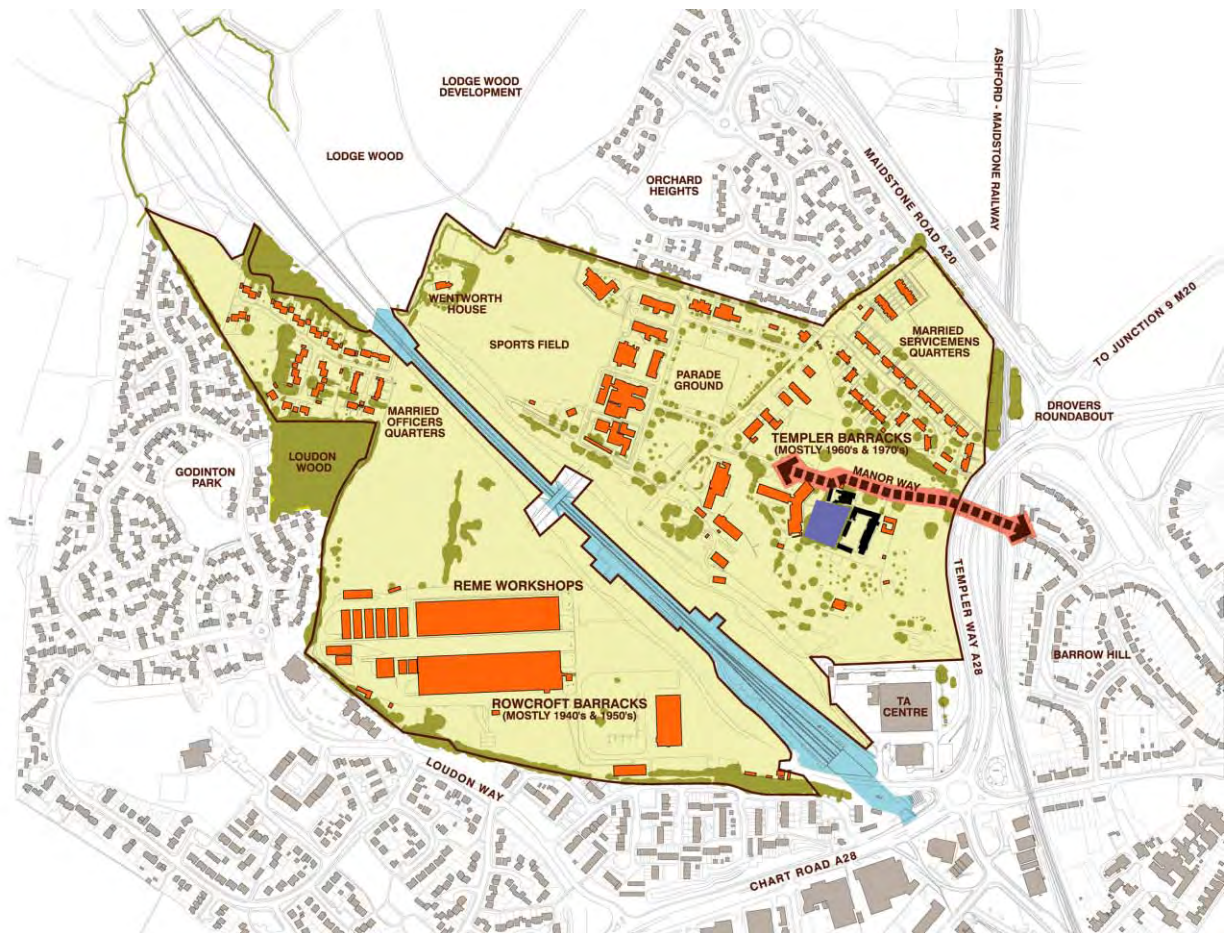 LODGE WOOD
DEVELOPMENT
LODGE WOOD
ORCHARD
HEIGHTS
MAIDSTONE ROAD A20
ASHFORD - MAIDSTONE RAILWAY
TO JUNCTION 9 M20
WENTWORTH
HOUSE
SPORTS FIELD
PARADE
GROUND
MARRIED
SERVICEMENS
QUARTERS
DROVERS
ROUNDABOUT
MARRIED
OFFICERS
QUARTERS
TEMPLER BARRACKS
(MOSTLY 1960's & 1970's)
MANOR WAY
GODINTON
PARK
LOUDON
WOOD
REME WORKSHOPS
TEMPLER WAY A28
BARROW HILL
ROWCROFT BARRACKS
(MOSTLY 1940's & 1950's)
TA
CENTRE
LOUDON WAY
CHART ROAD A28